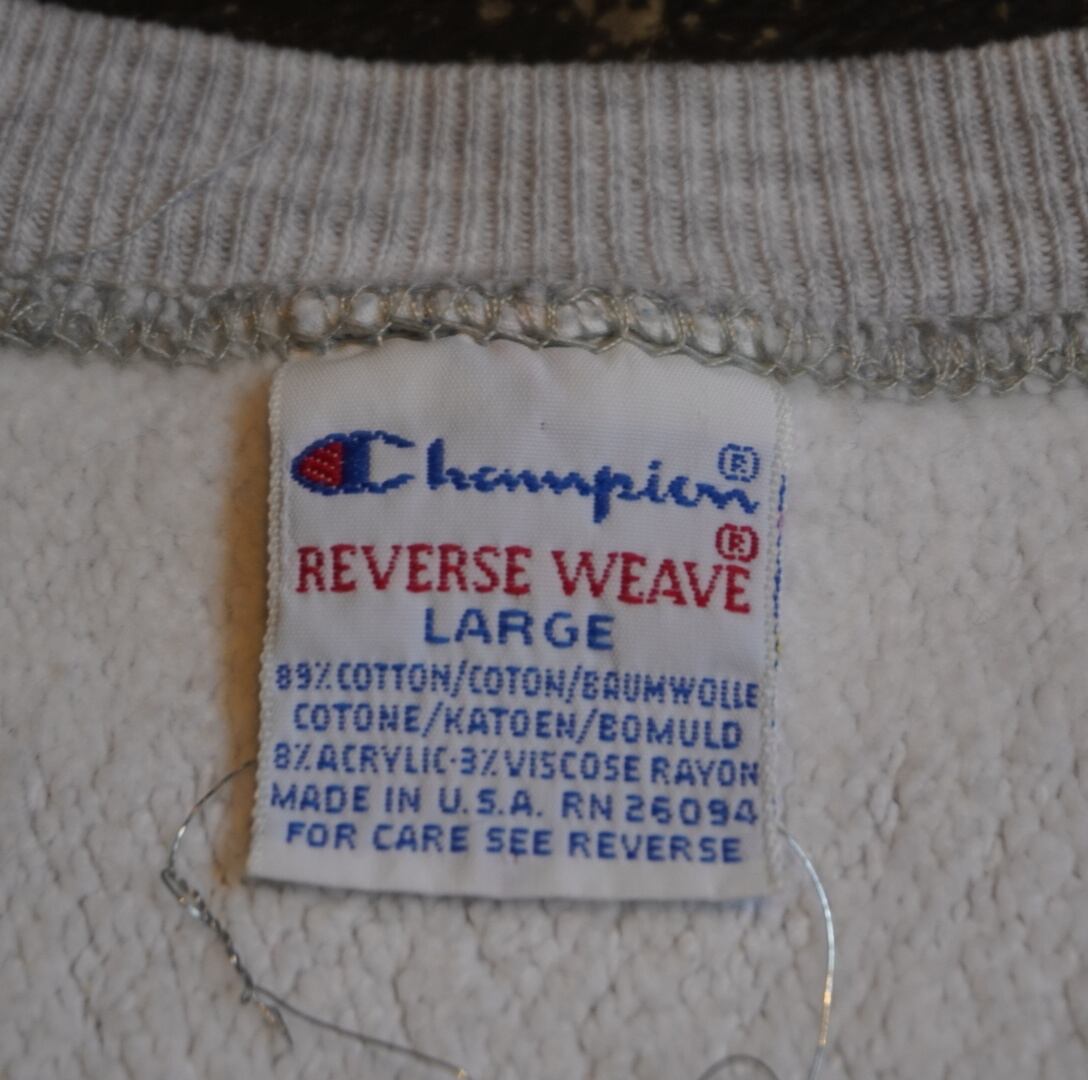 Champion®
REVERSE WEAVE®
LARGE
89% COTTON/COTON/BAUMWOLLE
COTONE/KATOEN/BOMULD
8% ACRYLIC·3% VISCOSE RAYON
MADE IN U.S.A. RN 26094
FOR CARE SEE REVERSE